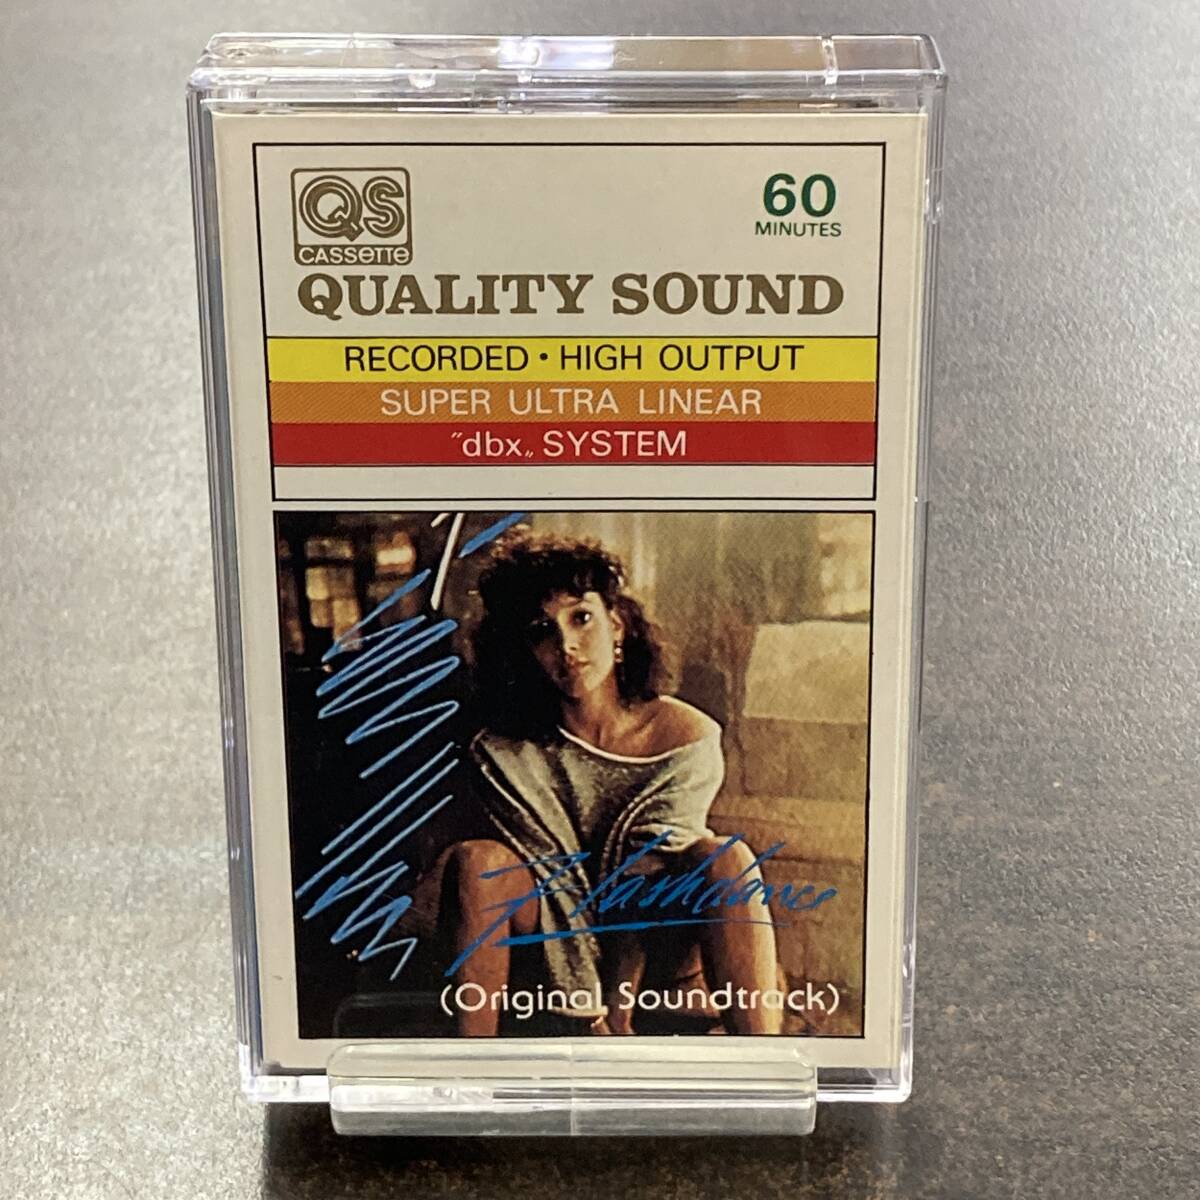 QS
CASSETTE
60
MINUTES
QUALITY SOUND
RECORDED • HIGH OUTPUT
SUPER ULTRA LINEAR
"dbx" SYSTEM
Flashdance
(Original Soundtrack)